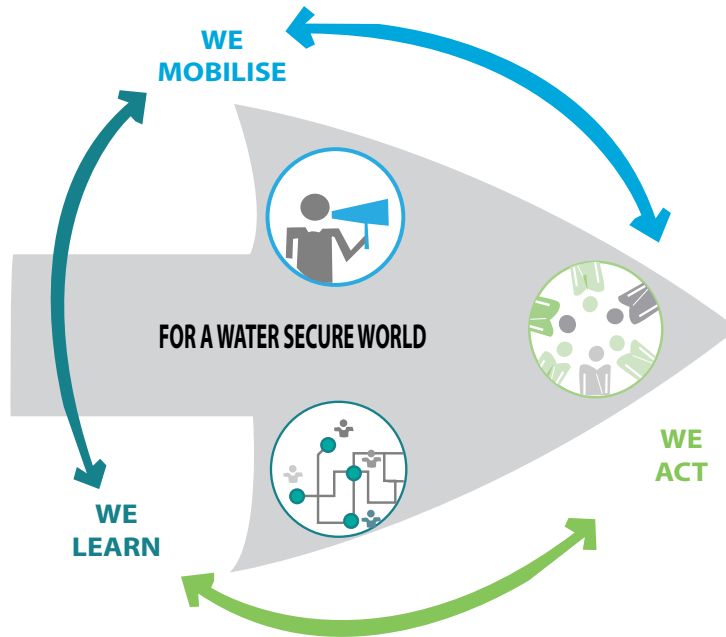 WE
MOBILISE
FOR A WATER SECURE WORLD
WE
ACT
WE
LEARN